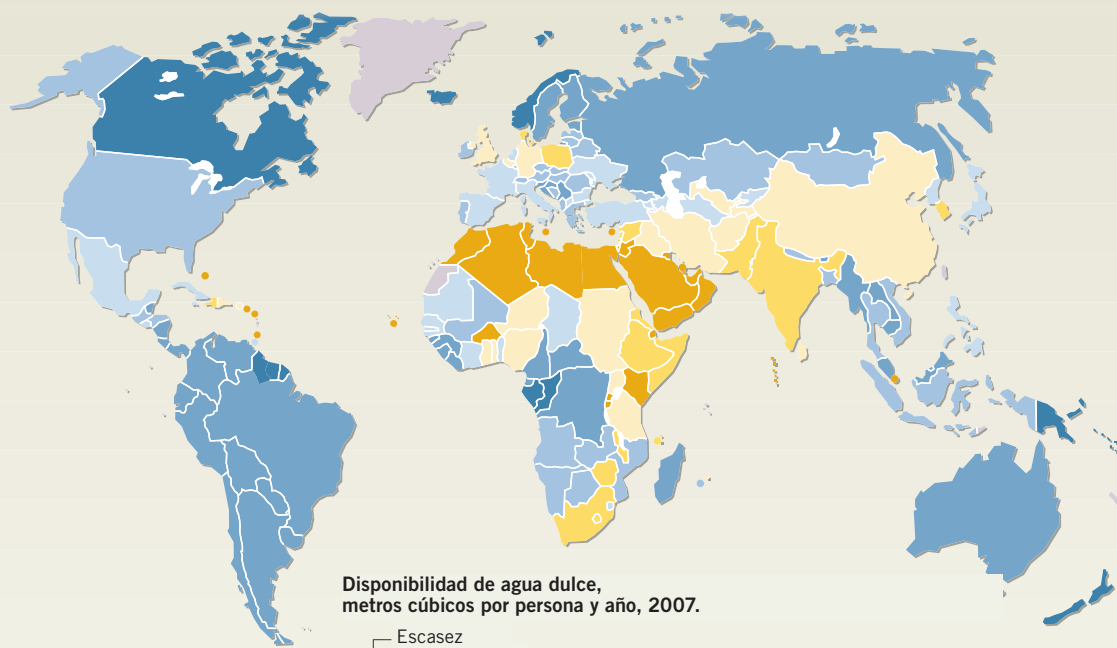 Disponibilidad de agua dulce,
metros cúbicos por persona y año, 2007.
Escasez